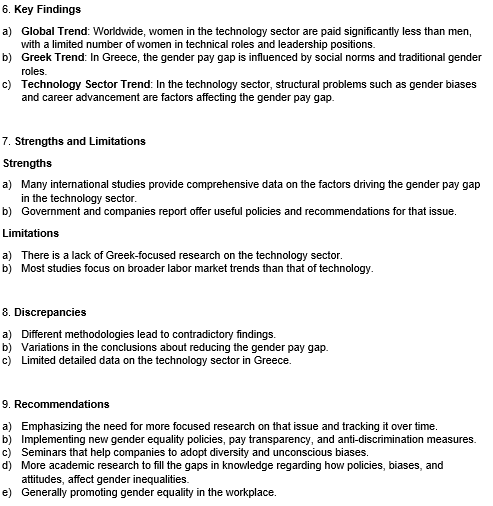 6. Key Findings
a) Global Trend: Worldwide, women in the technology sector are paid significantly less than men,
with a limited number of women in technical roles and leadership positions.
b) Greek Trend: In Greece, the gender pay gap is influenced by social norms and traditional gender
roles.
c) Technology Sector Trend: In the technology sector, structural problems such as gender biases
and career advancement are factors affecting the gender pay gap.
7. Strengths and Limitations
Strengths
a) Many international studies provide comprehensive data on the factors driving the gender pay gap
in the technology sector.
b) Government and companies report offer useful policies and recommendations for that issue.
Limitations
a) There is a lack of Greek-focused research on the technology sector.
b) Most studies focus on broader labor market trends than that of technology.
8. Discrepancies
a) Different methodologies lead to contradictory findings.
b) Variations in the conclusions about reducing the gender pay gap.
c) Limited detailed data on the technology sector in Greece.
9. Recommendations
a) Emphasizing the need for more focused research on that issue and tracking it over time.
b) Implementing new gender equality policies, pay transparency, and anti-discrimination measures.
c) Seminars that help companies to adopt diversity and unconscious biases.
d) More academic research to fill the gaps in knowledge regarding how policies, biases, and
attitudes, affect gender inequalities.
e) Generally promoting gender equality in the workplace.